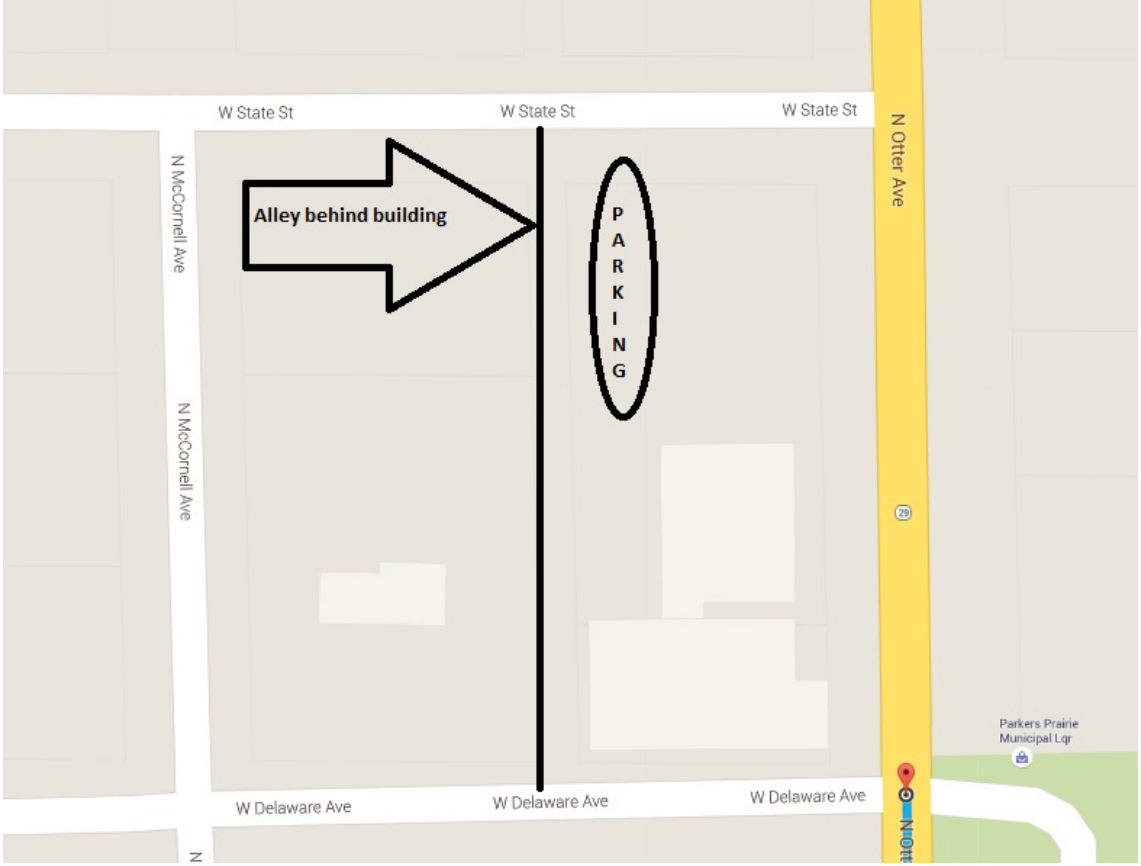 W State St
W State St
W State St
N McCornell Ave
N Otter Ave
Alley behind building
P
A
R
K
I
N
G
N McCornell Ave
29
Parkers Prairie
Municipal Lqr
W Delaware Ave
W Delaware Ave
W Delaware Ave
N Ott
N